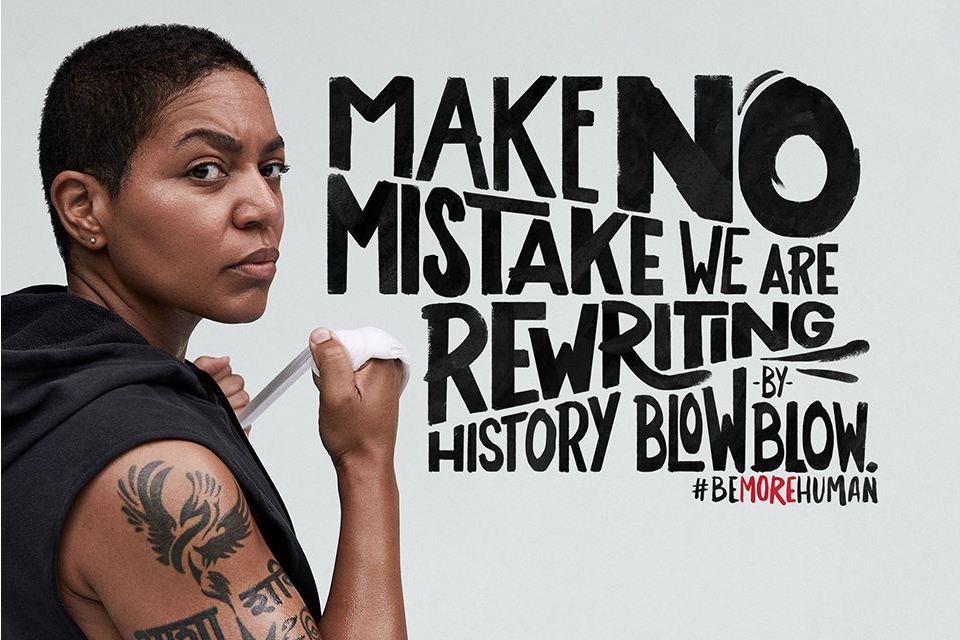 MAKE NO
MISTAKE WE ARE
REWRITING
HISTORY BLOW -BY- BLOW.
#BEMOREHUMAN